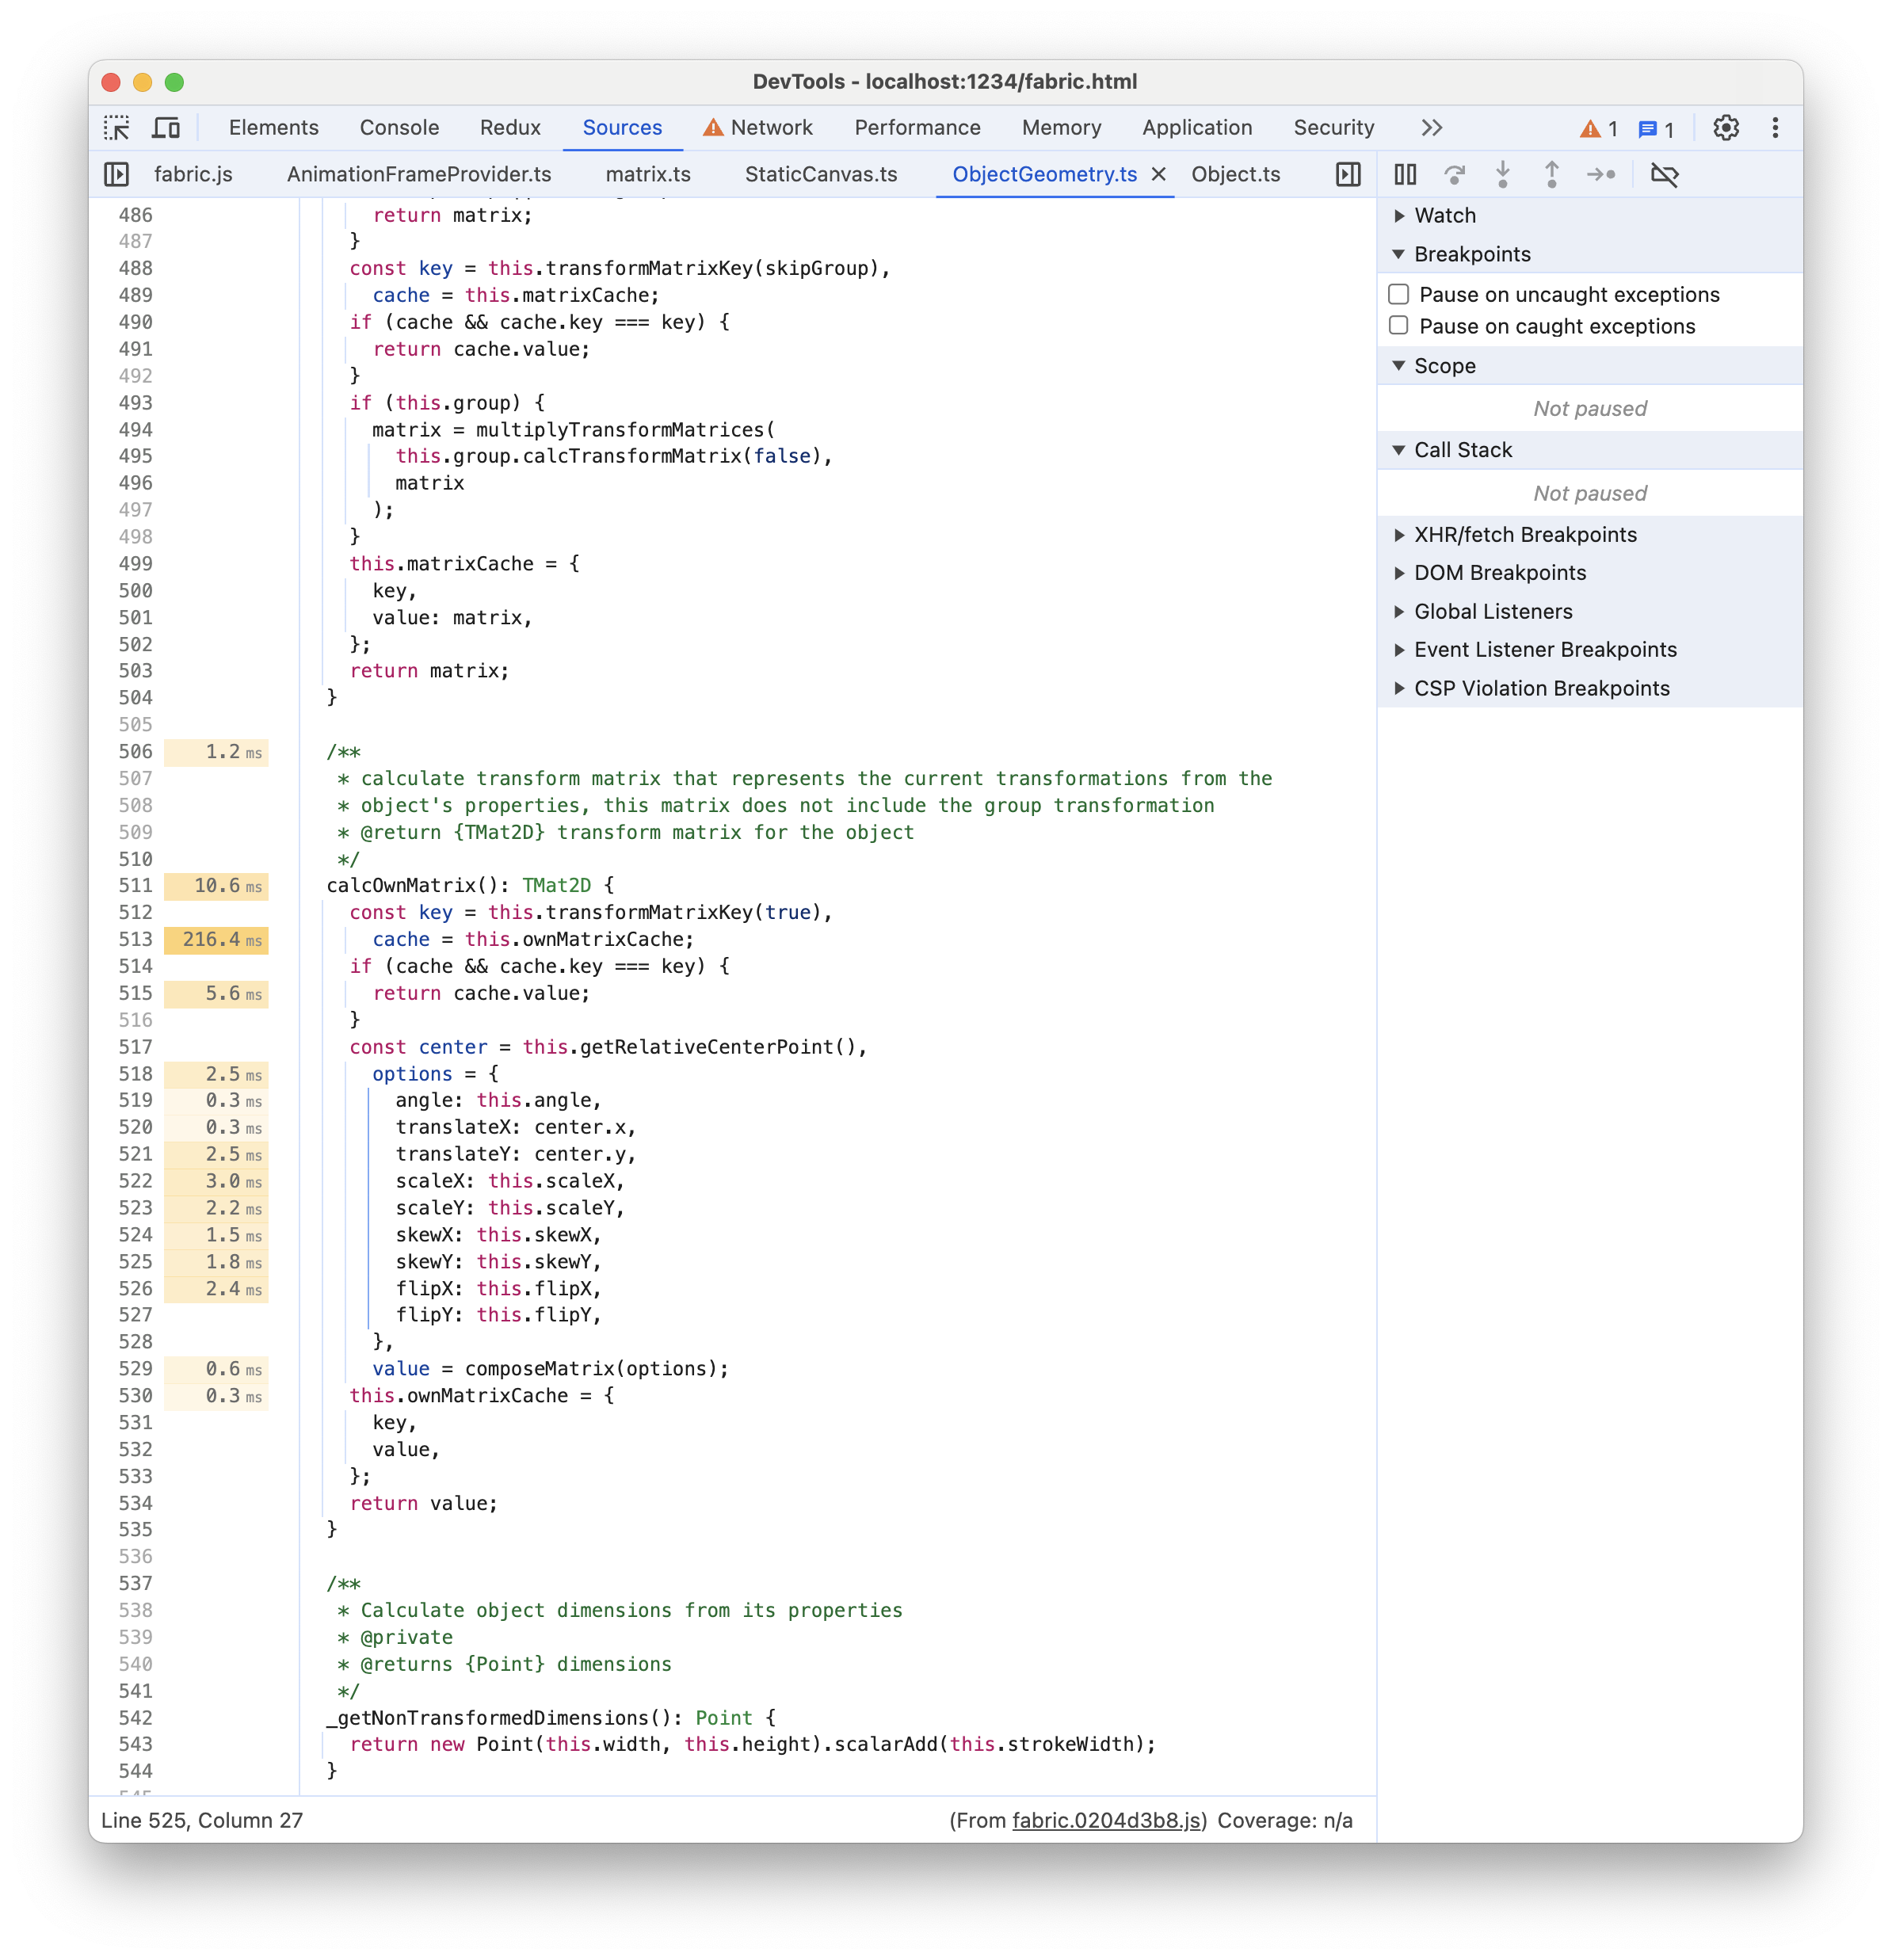 DevTools - localhost:1234/fabric.html
Elements Console Redux Sources Network Performance Memory Application Security 1 1
fabric.js AnimationFrameProvider.ts matrix.ts StaticCanvas.ts ObjectGeometry.ts Object.ts
486 return matrix;
487 }
488 const key = this.transformMatrixKey(skipGroup),
489 cache = this.matrixCache;
490 if (cache && cache.key === key) {
491 return cache.value;
492 }
493 if (this.group) {
494 matrix = multiplyTransformMatrices(
495 this.group.calcTransformMatrix(false),
496 matrix
497 );
498 }
499 this.matrixCache = {
500 key,
501 value: matrix,
502 };
503 return matrix;
504 }
505
506 1.2 ms /**
507 * calculate transform matrix that represents the current transformations from the
508 * object's properties, this matrix does not include the group transformation
509 * @return {TMat2D} transform matrix for the object
510 */
511 10.6 ms calcOwnMatrix(): TMat2D {
512 const key = this.transformMatrixKey(true),
513 216.4 ms cache = this.ownMatrixCache;
514 if (cache && cache.key === key) {
515 5.6 ms return cache.value;
516 }
517 const center = this.getRelativeCenterPoint(),
518 2.5 ms options = {
519 0.3 ms angle: this.angle,
520 0.3 ms translateX: center.x,
521 2.5 ms translateY: center.y,
522 3.0 ms scaleX: this.scaleX,
523 2.2 ms scaleY: this.scaleY,
524 1.5 ms skewX: this.skewX,
525 1.8 ms skewY: this.skewY,
526 2.4 ms flipX: this.flipX,
527 flipY: this.flipY,
528 },
529 0.6 ms value = composeMatrix(options);
530 0.3 ms this.ownMatrixCache = {
531 key,
532 value,
533 };
534 return value;
535 }
536
537 /**
538 * Calculate object dimensions from its properties
539 * @private
540 * @returns {Point} dimensions
541 */
542 _getNonTransformedDimensions(): Point {
543 return new Point(this.width, this.height).scalarAdd(this.strokeWidth);
544 }
Line 525, Column 27 (From fabric.0204d3b8.js) Coverage: n/a
Watch
Breakpoints
Pause on uncaught exceptions
Pause on caught exceptions
Scope
Not paused
Call Stack
Not paused
XHR/fetch Breakpoints
DOM Breakpoints
Global Listeners
Event Listener Breakpoints
CSP Violation Breakpoints